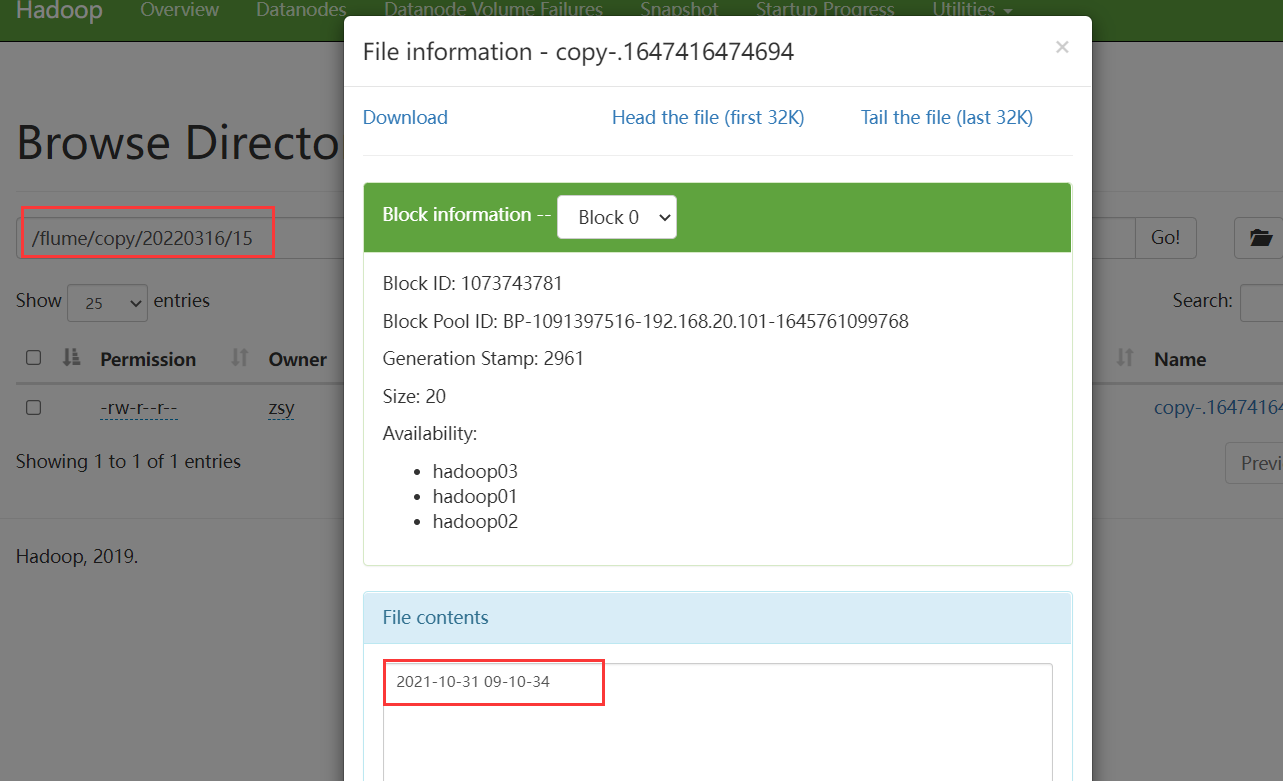 Hadoop Overview Datanodes Datanode Volume Failures Snapshot Startup Progress Utilities
File information - copy-.1647416474694 ×
Download Head the file (first 32K) Tail the file (last 32K)
Browse Directo
Block information -- Block 0
/flume/copy/20220316/15 Go!
Block ID: 1073743781
Show 25 entries Search:
Block Pool ID: BP-1091397516-192.168.20.101-1645761099768
Generation Stamp: 2961
Permission Owner Name
Size: 20
-rw-r--r-- zsy copy-.16474164
Availability:
Showing 1 to 1 of 1 entries Previ
hadoop03
hadoop01
hadoop02
Hadoop, 2019.
File contents
2021-10-31 09-10-34